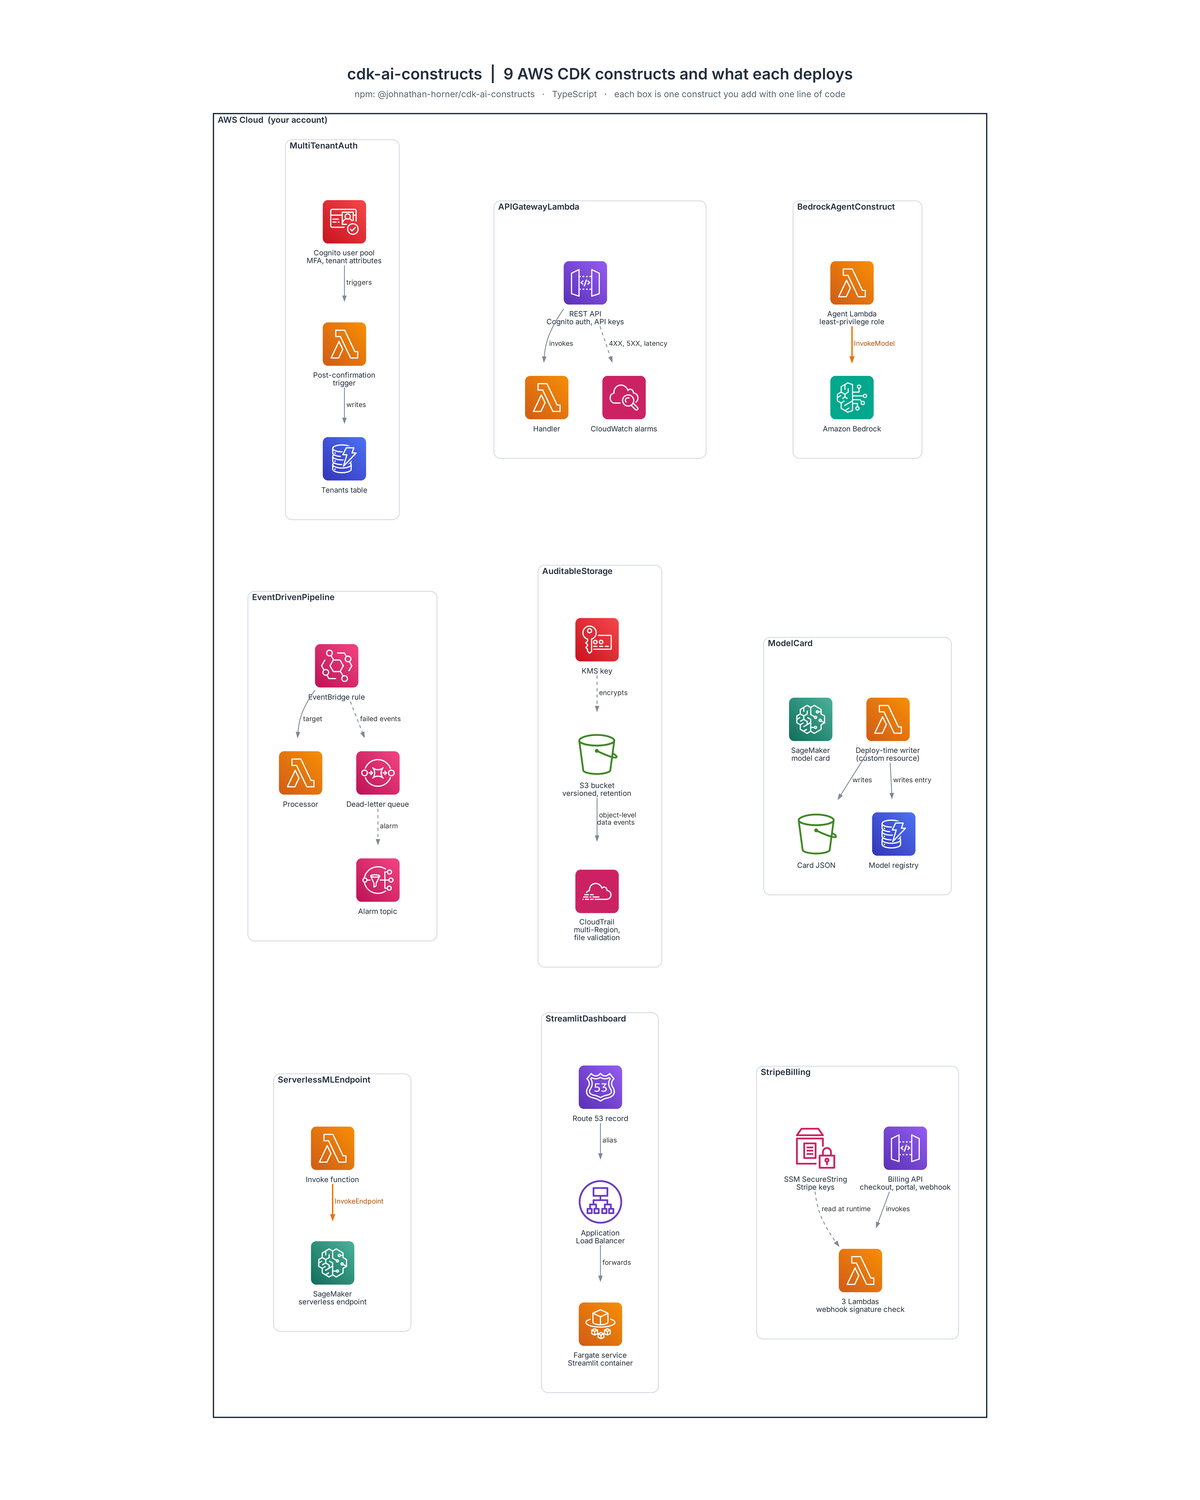 cdk-ai-constructs | 9 AWS CDK constructs and what each deploys
npm: @johnathan-horner/cdk-ai-constructs · TypeScript · each box is one construct you add with one line of code
AWS Cloud (your account)
MultiTenantAuth
Cognito user pool
MFA, tenant attributes
triggers
Post-confirmation
trigger
writes
Tenants table
APIGatewayLambda
REST API
Cognito auth, API keys
invokes
4XX, 5XX, latency
Handler
CloudWatch alarms
BedrockAgentConstruct
Agent Lambda
least-privilege role
InvokeModel
Amazon Bedrock
EventDrivenPipeline
EventBridge rule
target
failed events
Processor
Dead-letter queue
alarm
Alarm topic
AuditableStorage
KMS key
encrypts
S3 bucket
versioned, retention
object-level
data events
CloudTrail
multi-Region,
file validation
ModelCard
SageMaker
model card
Deploy-time writer
(custom resource)
writes
writes entry
Card JSON
Model registry
ServerlessMLEndpoint
Invoke function
InvokeEndpoint
SageMaker
serverless endpoint
StreamlitDashboard
53
Route 53 record
alias
Application
Load Balancer
forwards
Fargate service
Streamlit container
StripeBilling
SSM SecureString
Stripe keys
Billing API
checkout, portal, webhook
read at runtime
invokes
3 Lambdas
webhook signature check